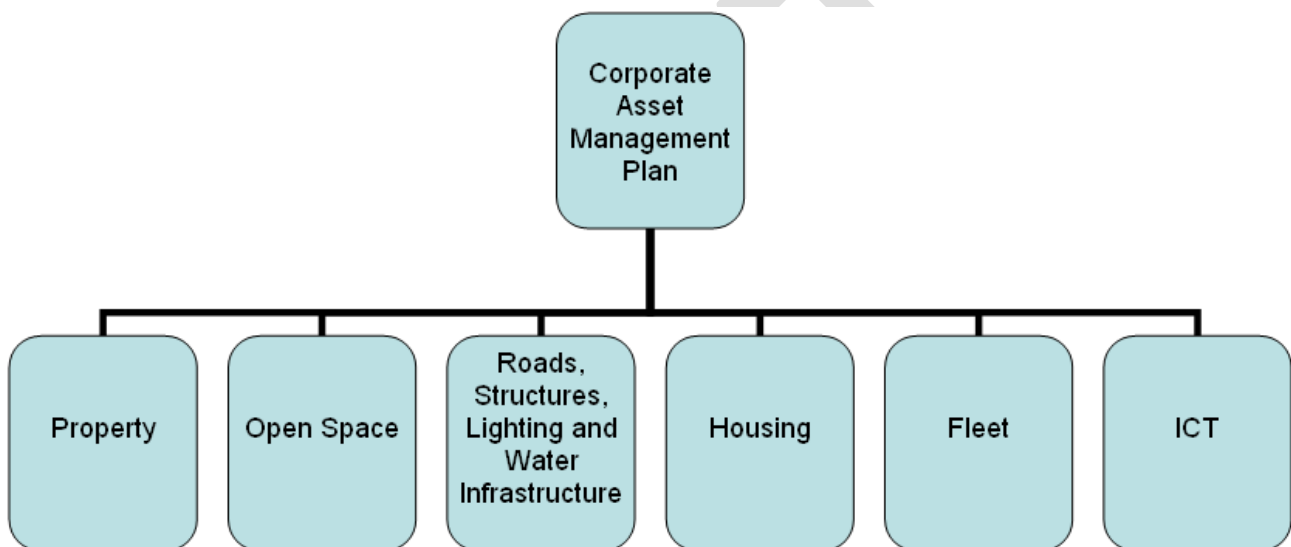 Corporate
Asset
Management
Plan
Property
Open Space
Roads,
Structures,
Lighting and
Water
Infrastructure
Housing
Fleet
ICT